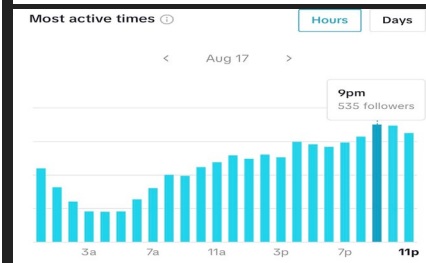 Most active times
Hours
Days
< Aug 17 >
9pm
535 followers
3a 7a 11a 3p 7p 11p